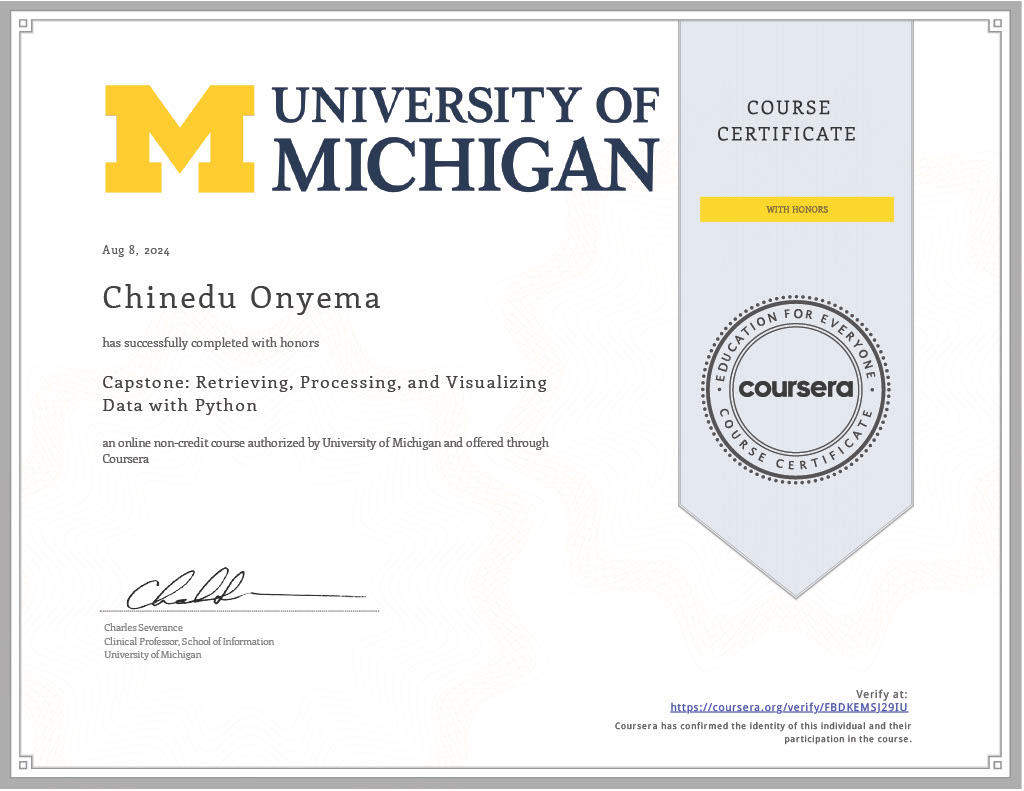 UNIVERSITY OF
MICHIGAN
COURSE
CERTIFICATE
WITH HONORS
Aug 8, 2024
Chinedu Onyema
has successfully completed with honors
Capstone: Retrieving, Processing, and Visualizing
Data with Python
an online non-credit course authorized by University of Michigan and offered through
Coursera
EDUCATION FOR EVERYONE
coursera
COURSE CERTIFICATE
Charles Severance
Clinical Professor, School of Information
University of Michigan
Verify at:
https://coursera.org/verify/FBDKEMSJ29IU
Coursera has confirmed the identity of this individual and their
participation in the course.